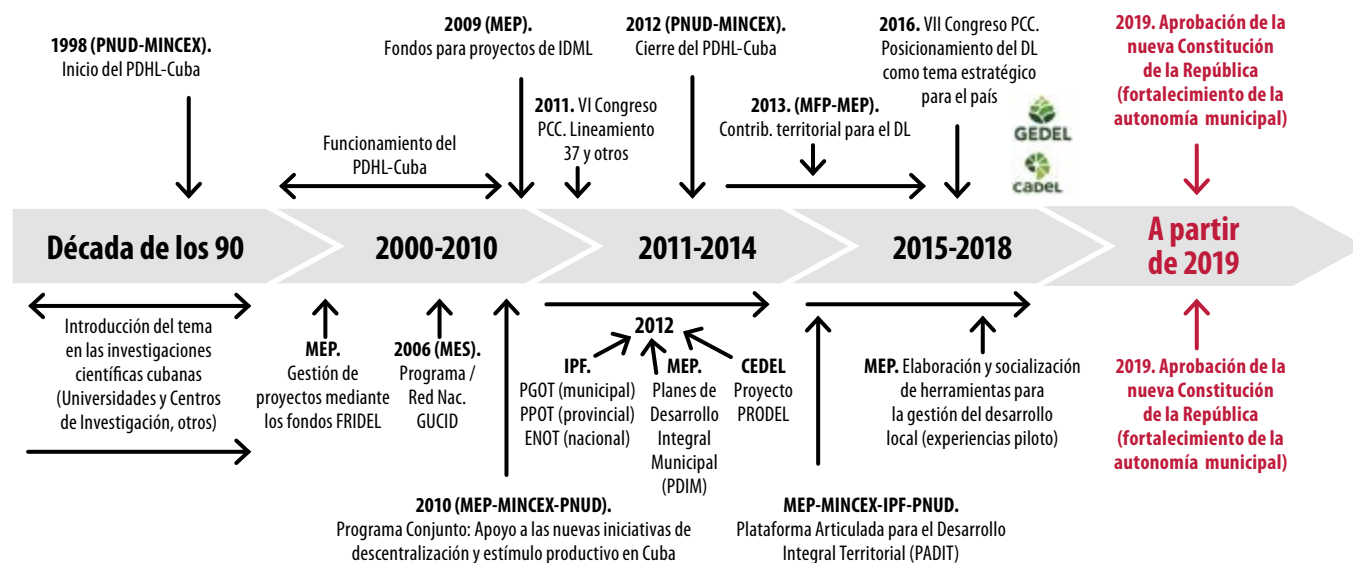 1998 (PNUD-MINCEX).
Inicio del PDHL-Cuba
2009 (MEP).
Fondos para proyectos de IDML
2012 (PNUD-MINCEX).
Cierre del PDHL-Cuba
2016. VII Congreso PCC.
Posicionamiento del DL
como tema estratégico
para el país
2019. Aprobación de la
nueva Constitución
de la República
(fortalecimiento de la
autonomía municipal)
Funcionamiento del
PDHL-Cuba
2011. VI Congreso
PCC. Lineamiento
37 y otros
2013. (MFP-MEP).
Contrib. territorial para el DL
GEDEL
caDEL
Década de los 90
2000-2010
2011-2014
2015-2018
A partir
de 2019
Introducción del tema
en las investigaciones
científicas cubanas
(Universidades y Centros
de Investigación, otros)
MEP.
Gestión de
proyectos mediante
los fondos FRIDEL
2006 (MES).
Programa /
Red Nac.
GUCID
2012
IPF.
PGOT (municipal)
PPOT (provincial)
ENOT (nacional)
MEP.
Planes de
Desarrollo
Integral
Municipal
(PDIM)
CEDEL
Proyecto
PRODEL
MEP. Elaboración y socialización
de herramientas para
la gestión del desarrollo
local (experiencias piloto)
2019. Aprobación de la
nueva Constitución
de la República
(fortalecimiento de la
autonomía municipal)
2010 (MEP-MINCEX-PNUD).
Programa Conjunto: Apoyo a las nuevas iniciativas de
descentralización y estímulo productivo en Cuba
MEP-MINCEX-IPF-PNUD.
Plataforma Articulada para el Desarrollo
Integral Territorial (PADIT)